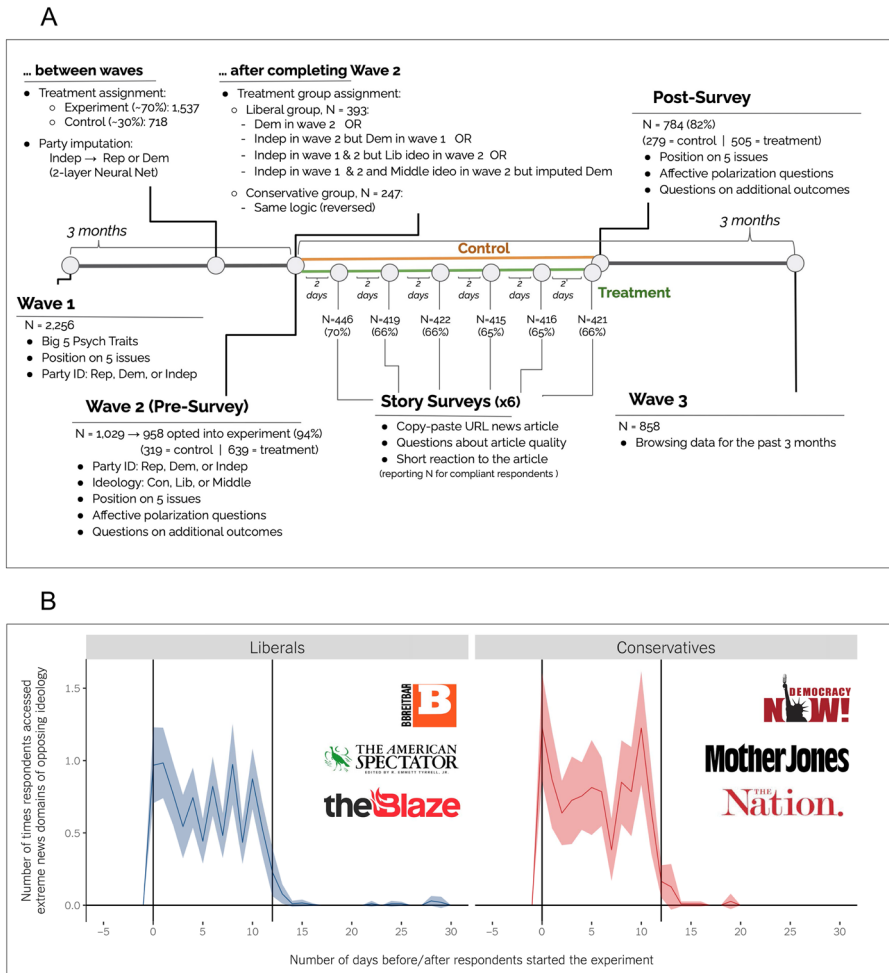 A
... between waves
● Treatment assignment:
○ Experiment (~70%): 1,537
○ Control (~30%): 718
● Party imputation:
Indep → Rep or Dem
(2-layer Neural Net)
... after completing Wave 2
● Treatment group assignment:
○ Liberal group, N = 393:
- Dem in wave 2 OR
- Indep in wave 2 but Dem in wave 1 OR
- Indep in wave 1 & 2 but Lib ideo in wave 2 OR
- Indep in wave 1 & 2 and Middle ideo in wave 2 but imputed Dem
○ Conservative group, N = 247:
- Same logic (reversed)
Post-Survey
N = 784 (82%)
(279 = control | 505 = treatment)
● Position on 5 issues
● Affective polarization questions
● Questions on additional outcomes
3 months
3 months
Control
Treatment
2 days
2 days
2 days
2 days
2 days
2 days
N=446 (70%)
N=419 (66%)
N=422 (66%)
N=415 (65%)
N=416 (65%)
N=421 (66%)
Wave 1
N = 2,256
● Big 5 Psych Traits
● Position on 5 issues
● Party ID: Rep, Dem, or Indep
Wave 2 (Pre-Survey)
N = 1,029 → 958 opted into experiment (94%)
(319 = control | 639 = treatment)
● Party ID: Rep, Dem, or Indep
● Ideology: Con, Lib, or Middle
● Position on 5 issues
● Affective polarization questions
● Questions on additional outcomes
Story Surveys (x6)
● Copy-paste URL news article
● Questions about article quality
● Short reaction to the article
(reporting N for compliant respondents )
Wave 3
N = 858
● Browsing data for the past 3 months
B
Liberals
Conservatives
Number of times respondents accessed
extreme news domains of opposing ideology
1.5
1.0
0.5
0.0
BBREITBAR
B
THE AMERICAN
SPECTATOR
EDITED BY R. EMMETT TYRRELL, JR.
theBlaze
DEMOCRACY
NOW!
Mother Jones
THE
Nation.
−5 0 5 10 15 20 25 30
−5 0 5 10 15 20 25 30
Number of days before/after respondents started the experiment